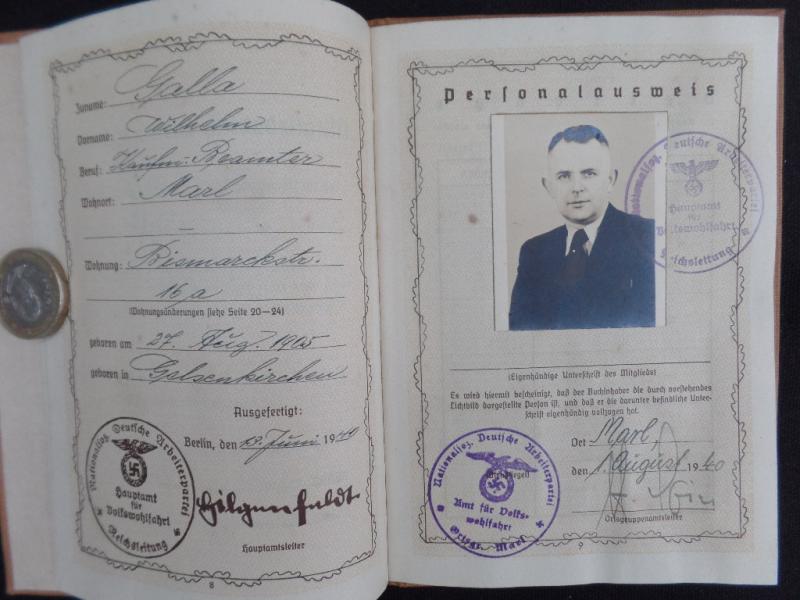 Zuname: Galla
Vorname: Wilhelm
Beruf: Kaufm. Beamter
Wohnort: Marl
Wohnung: Bismarckstr.
16 a
(Wohnungsänderungen siehe Seite 20–24)
geboren am 27. Aug. 1905
geboren in Gelsenkirchen
Ausgefertigt:
Berlin, den Juni 1940
Nationalsoz. Deutsche Arbeiterpartei
Hauptamt
für
Volkswohlfahrt
Reichsleitung
Hilgenfeldt
Hauptamtsleiter
8
Personalausweis
Nationalsoz. Deutsche Arbeiterpartei
Hauptamt
für
Volkswohlfahrt
Reichsleitung
(Eigenhändige Unterschrift des Mitgliedes)
Es wird hiermit bescheinigt, daß der Buchinhaber die durch vorstehendes
Lichtbild dargestellte Person ist, und daß er die darunter befindliche Unter-
schrift eigenhändig vollzogen hat.
Ort Marl,
den 1. August 1940
Nationalsoz. Deutsche Arbeiterpartei
Amt für Volks-
wohlfahrt
Ortsgr. Marl
Ortsgruppenamtsleiter
9